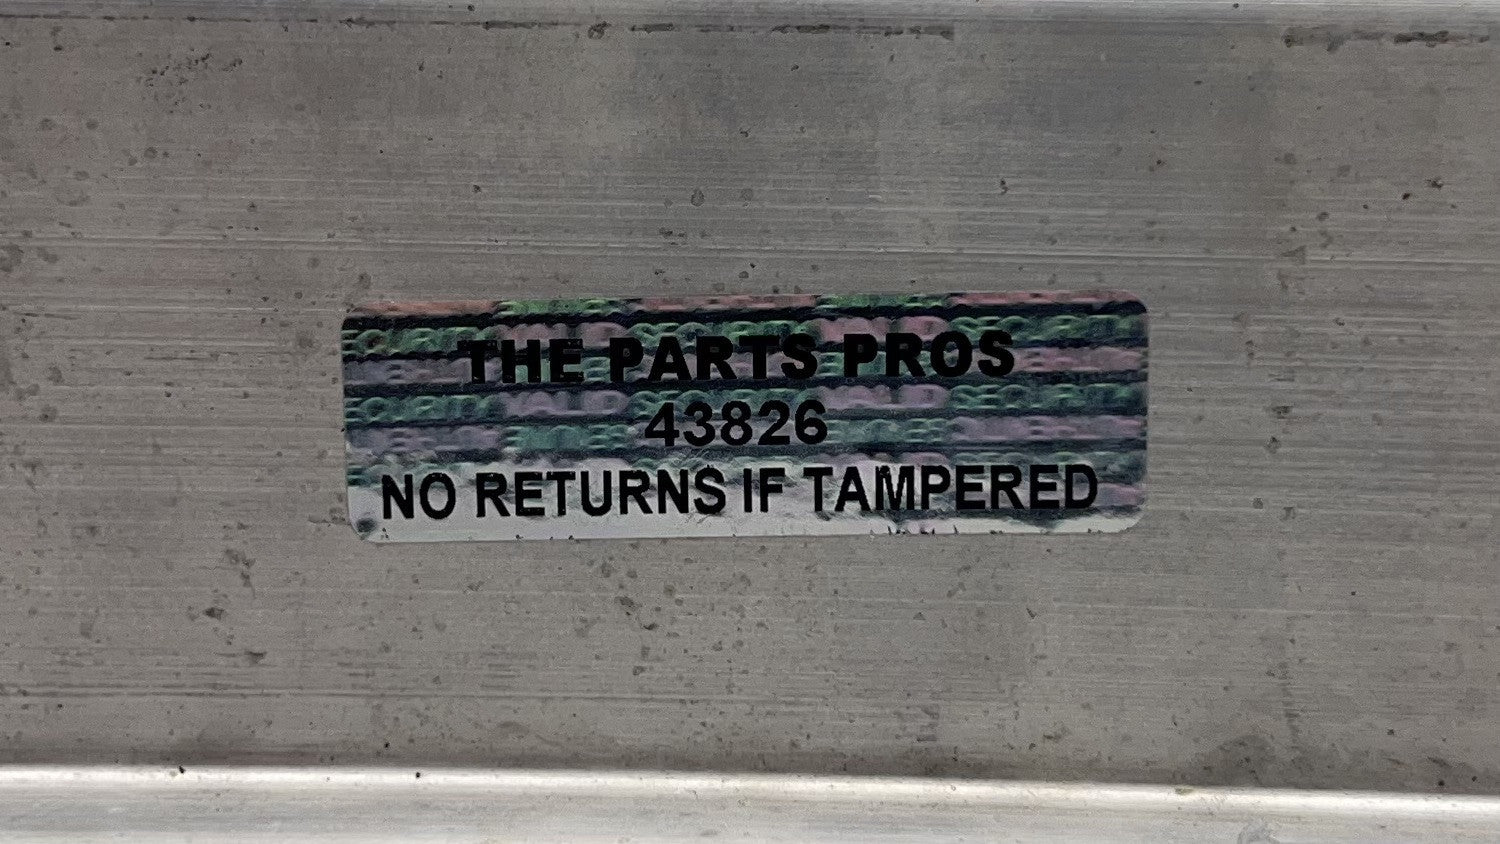 THE PARTS PROS
43826
NO RETURNS IF TAMPERED